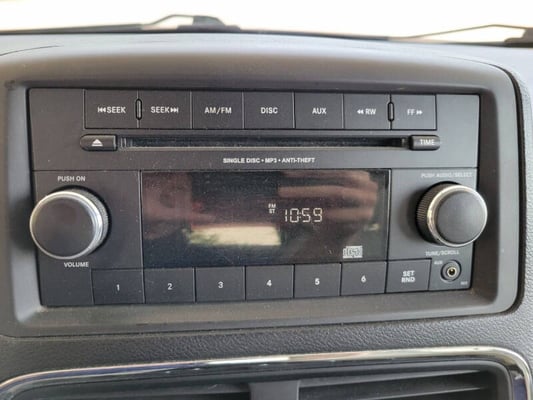 ⏮SEEK SEEK⏭ AM/FM DISC AUX ◀◀RW FF▶▶
⏏ TIME
SINGLE DISC • MP3 • ANTI-THEFT
PUSH ON PUSH AUDIO/SELECT
FM
ST 10:59
VOLUME TUNE/SCROLL
1 2 3 4 5 6 SET
RND AUX